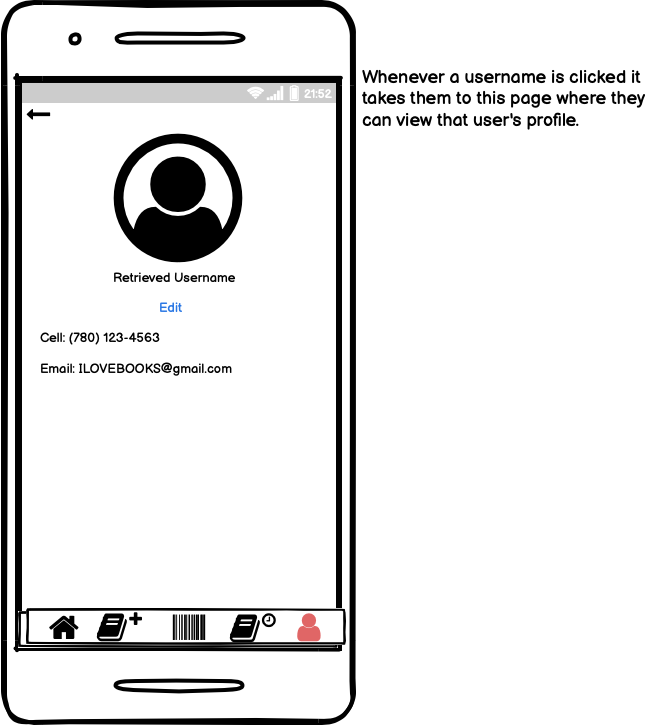 21:52
Whenever a username is clicked it
takes them to this page where they
can view that user's profile.
Retrieved Username
Edit
Cell: (780) 123-4563
Email: ILOVEBOOKS@gmail.com